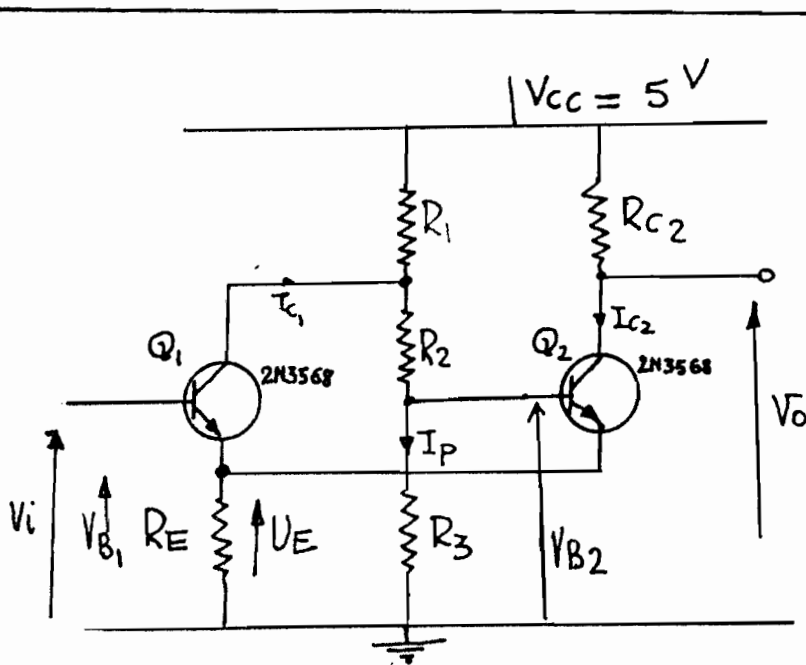 Vcc = 5 V
R1
RC2
Ic1
R2
Ic2
Q1
2N3568
Q2
2N3568
Vo
IP
Vi
VB1
RE
UE
R3
VB2